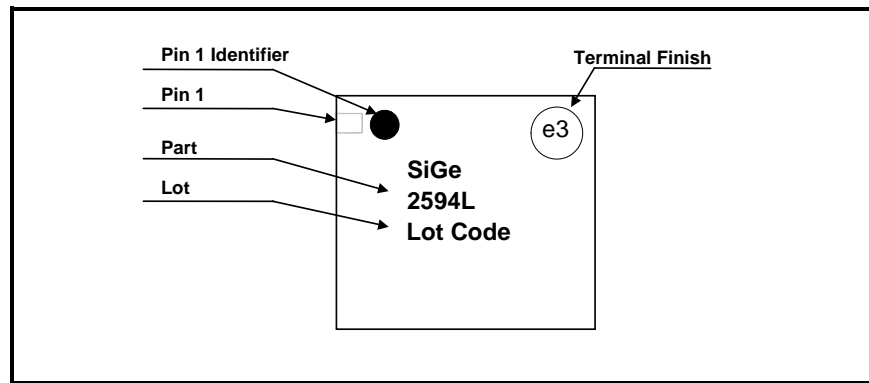 Pin 1 Identifier
Terminal Finish
Pin 1
e3
Part
SiGe
Lot
2594L
Lot Code